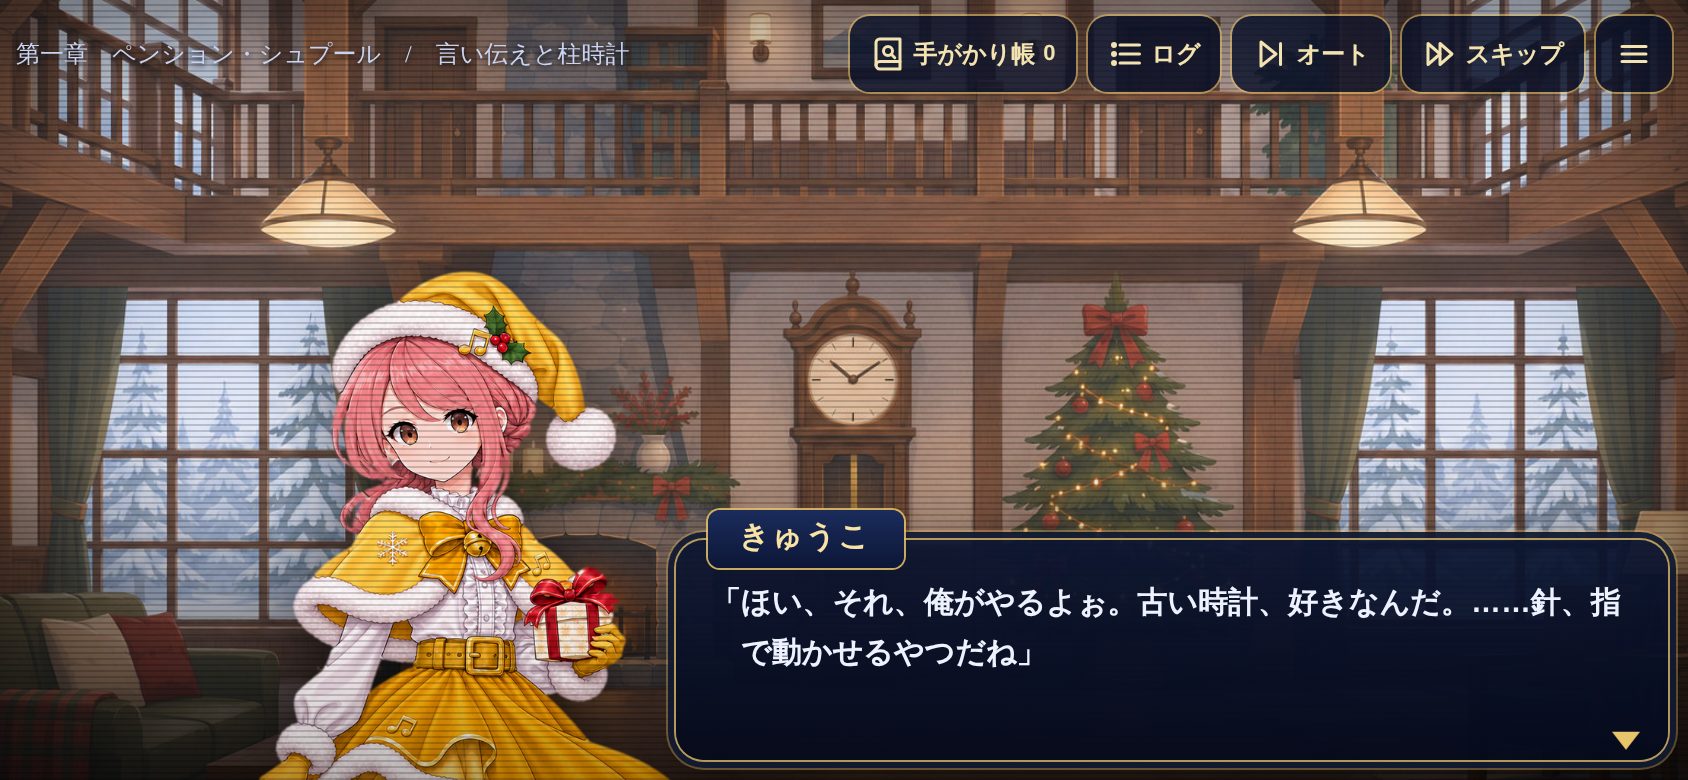 第一章　ペンション・シュプール　/　言い伝えと柱時計
手がかり帳 0
ログ
オート
スキップ
きゅうこ
「ほい、それ、俺がやるよぉ。古い時計、好きなんだ。……針、指
で動かせるやつだね」